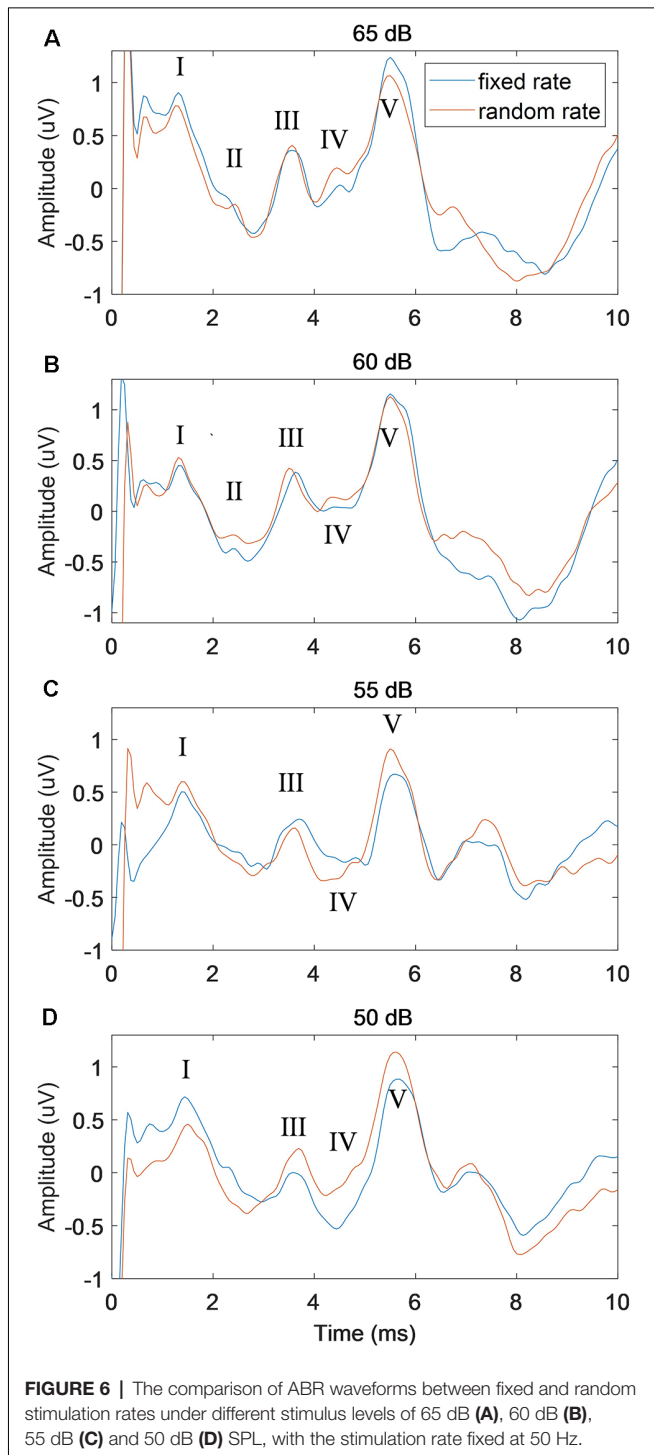 A
65 dB
fixed rate
random rate
I
II
III
IV
V
Amplitude (uV)
1
0.5
0
-0.5
-1
0 2 4 6 8 10
B
60 dB
I
II
III
IV
V
Amplitude (uV)
1
0.5
0
-0.5
-1
0 2 4 6 8 10
C
55 dB
I
III
IV
V
Amplitude (uV)
1
0.5
0
-0.5
-1
0 2 4 6 8 10
D
50 dB
I
III
IV
V
Amplitude (uV)
1
0.5
0
-0.5
-1
0 2 4 6 8 10
Time (ms)
FIGURE 6 | The comparison of ABR waveforms between fixed and random
stimulation rates under different stimulus levels of 65 dB (A), 60 dB (B),
55 dB (C) and 50 dB (D) SPL, with the stimulation rate fixed at 50 Hz.